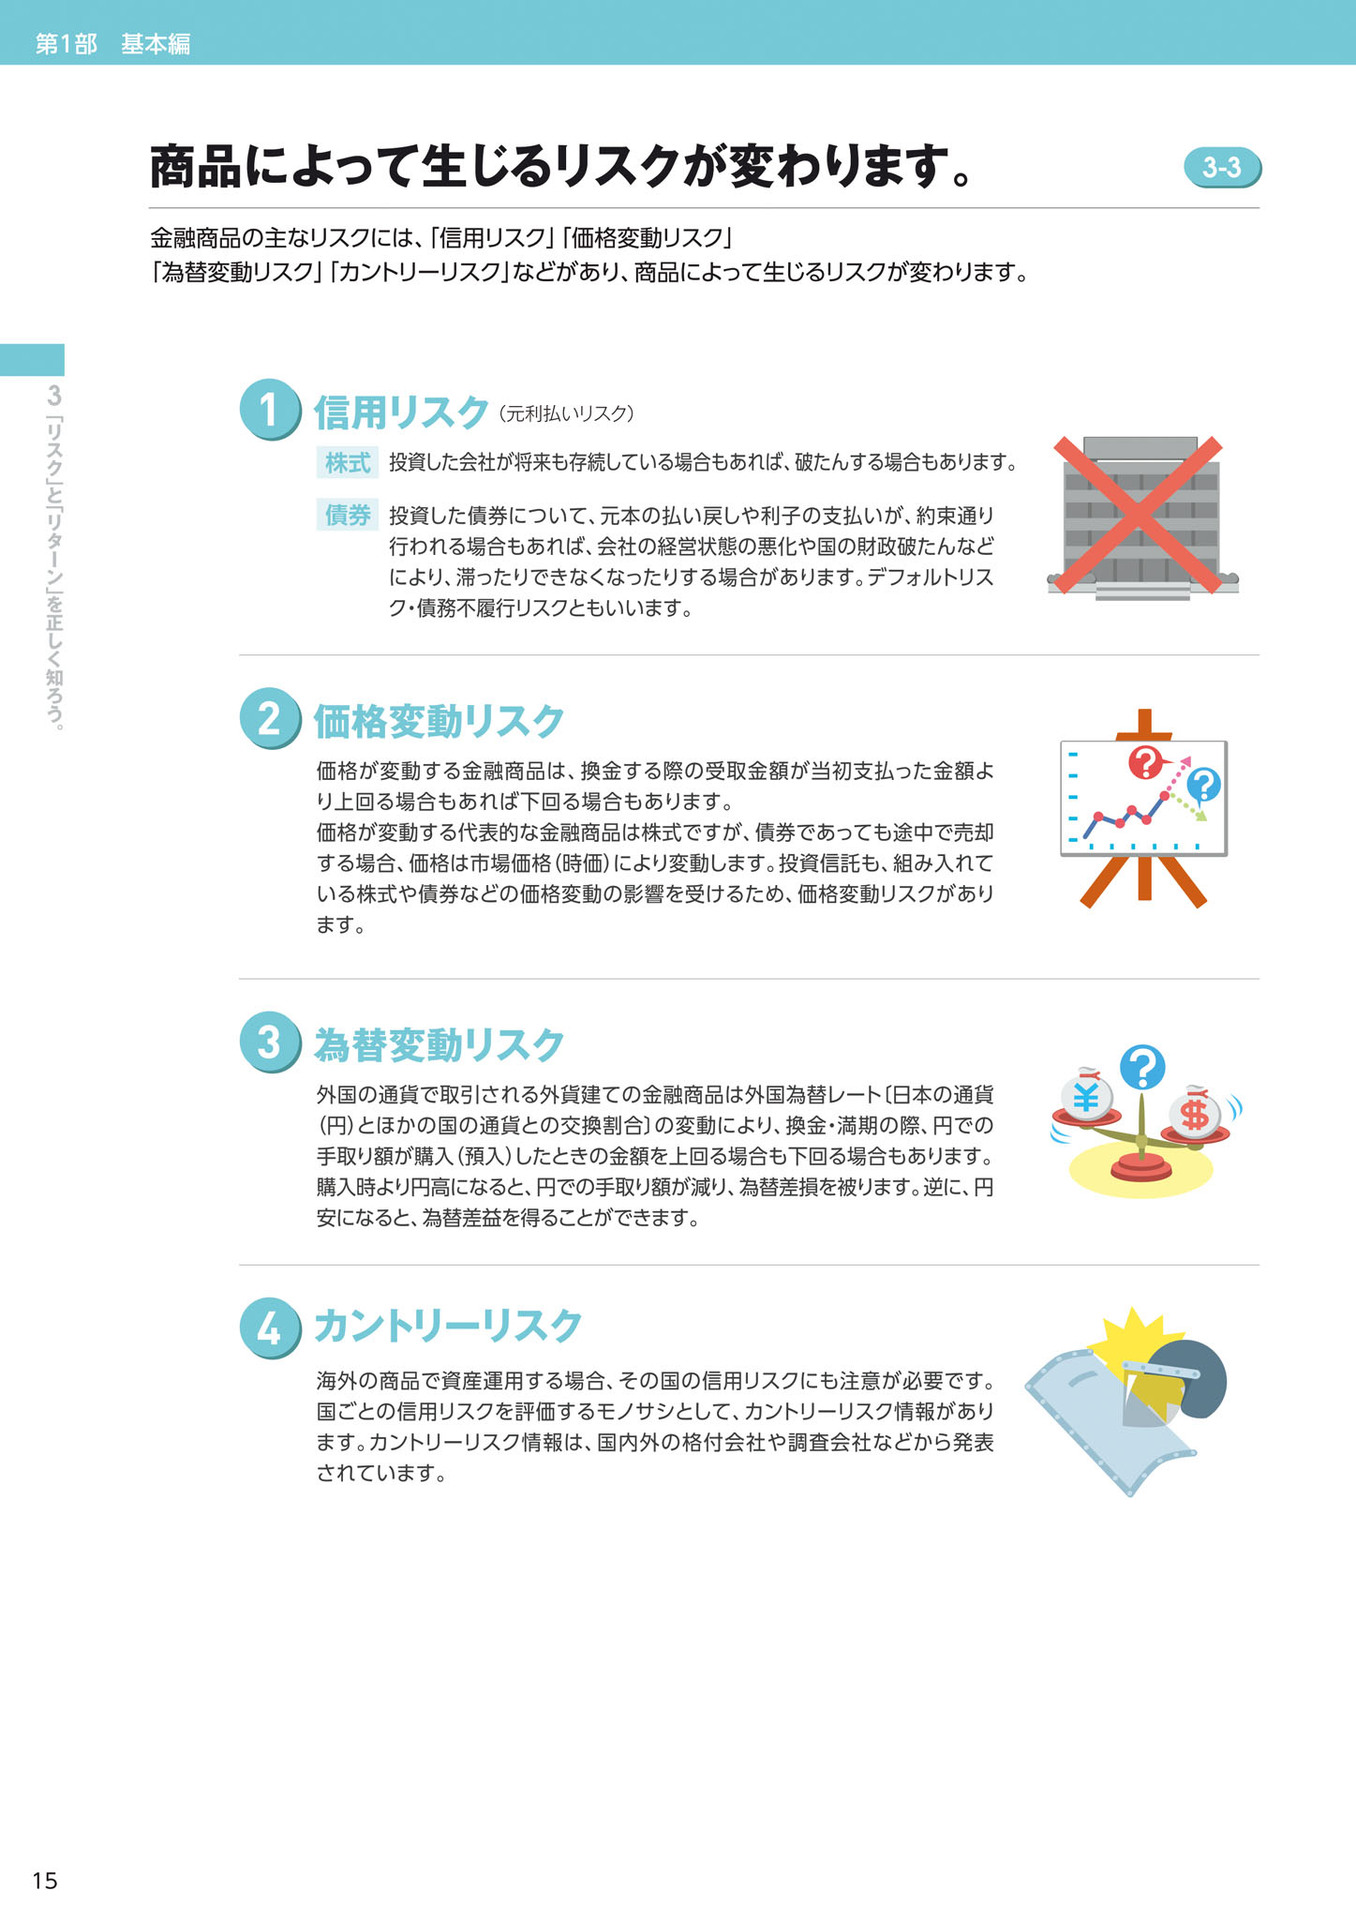 第1部　基本編
商品によって生じるリスクが変わります。
3-3
金融商品の主なリスクには、「信用リスク」「価格変動リスク」
「為替変動リスク」「カントリーリスク」などがあり、商品によって生じるリスクが変わります。
3「リスク」と「リターン」を正しく知ろう。
1 信用リスク（元利払いリスク）
株式 投資した会社が将来も存続している場合もあれば、破たんする場合もあります。
債券 投資した債券について、元本の払い戻しや利子の支払いが、約束通り
行われる場合もあれば、会社の経営状態の悪化や国の財政破たんなど
により、滞ったりできなくなったりする場合があります。デフォルトリス
ク・債務不履行リスクともいいます。
2 価格変動リスク
価格が変動する金融商品は、換金する際の受取金額が当初支払った金額よ
り上回る場合もあれば下回る場合もあります。
価格が変動する代表的な金融商品は株式ですが、債券であっても途中で売却
する場合、価格は市場価格（時価）により変動します。投資信託も、組み入れて
いる株式や債券などの価格変動の影響を受けるため、価格変動リスクがあり
ます。
?
?
3 為替変動リスク
外国の通貨で取引される外貨建ての金融商品は外国為替レート〔日本の通貨
（円）とほかの国の通貨との交換割合〕の変動により、換金・満期の際、円での
手取り額が購入（預入）したときの金額を上回る場合も下回る場合もあります。
購入時より円高になると、円での手取り額が減り、為替差損を被ります。逆に、円
安になると、為替差益を得ることができます。
?
¥
$
4 カントリーリスク
海外の商品で資産運用する場合、その国の信用リスクにも注意が必要です。
国ごとの信用リスクを評価するモノサシとして、カントリーリスク情報があり
ます。カントリーリスク情報は、国内外の格付会社や調査会社などから発表
されています。
15